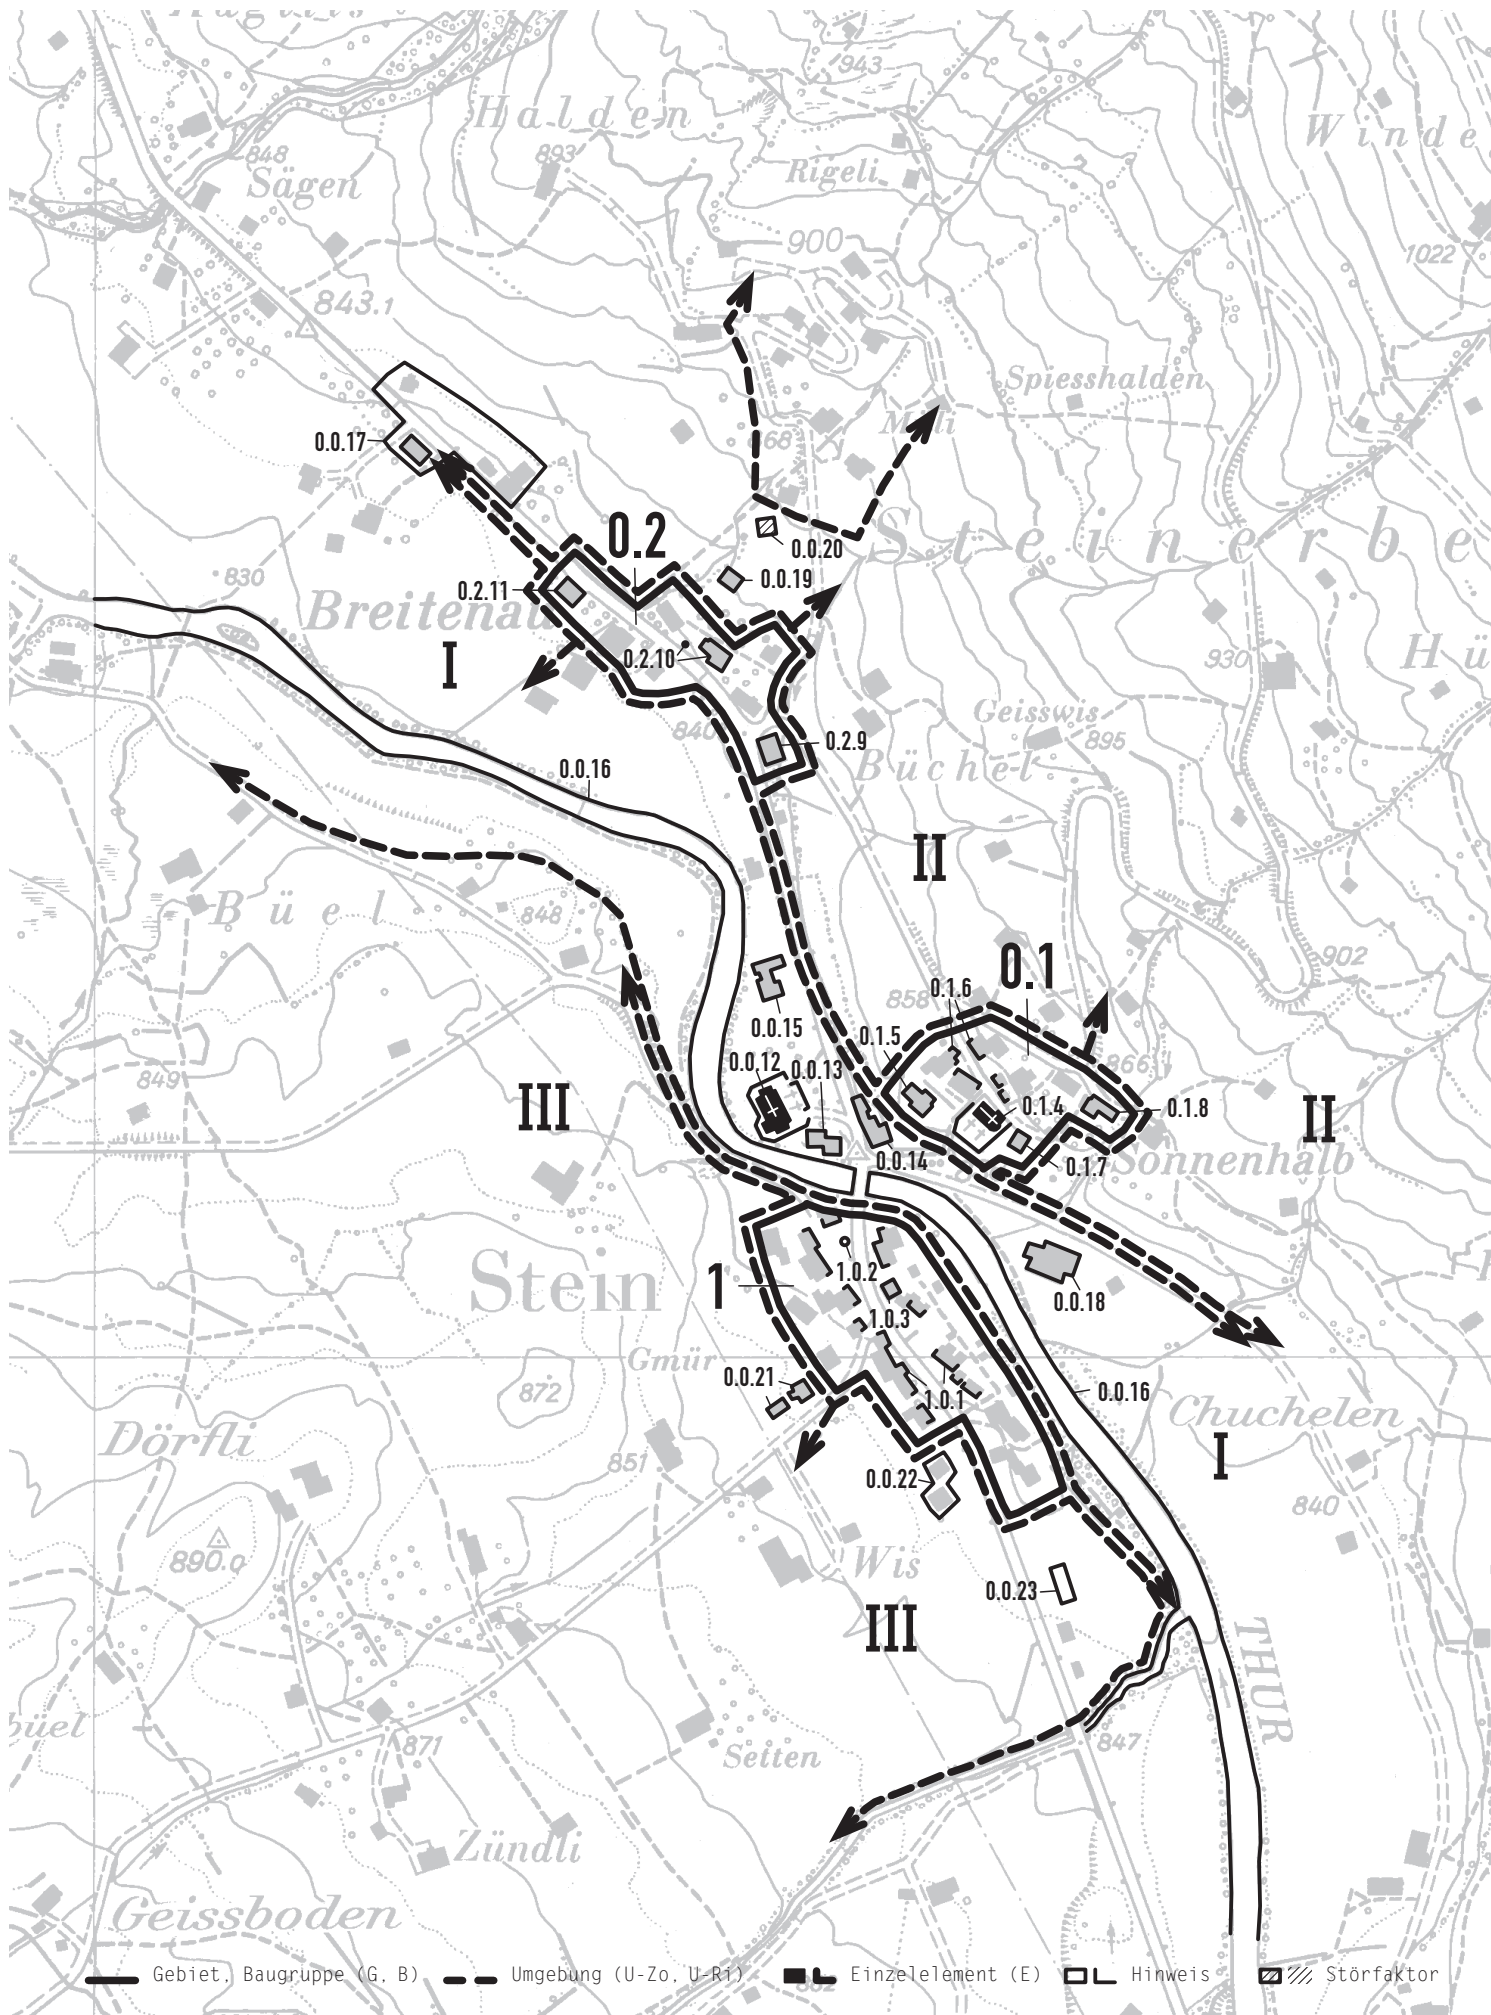 Halden
943
Winde
848
893
Sägen
Rigeli
900
1022
843.1
Spiesshalden
0.0.17
868
Steinerbe
0.2
0.0.20
830
0.0.19
0.2.11
Breitenau
I
0.2.10
930
Hü
Geisswis
840
0.2.9
895
Büchel
0.0.16
II
848
Büel
0.1
902
858
0.1.6
0.0.15
0.1.5
0.0.12
0.0.13
866
849
III
0.1.4
0.1.8
II
0.0.14
0.1.7
Sonnenhalb
Stein
1
1.0.2
0.0.18
1.0.3
Gmür
0.0.21
872
1.0.1
0.0.16
Chuchelen
Dörfli
851
I
0.0.22
840
890.0
Wis
0.0.23
III
THUR
büel
871
Setten
847
Zündli
Geissboden
Gebiet, Baugruppe (G, B)
Umgebung (U-Zo, U-Ri)
Einzelelement (E)
Hinweis
Störfaktor
862